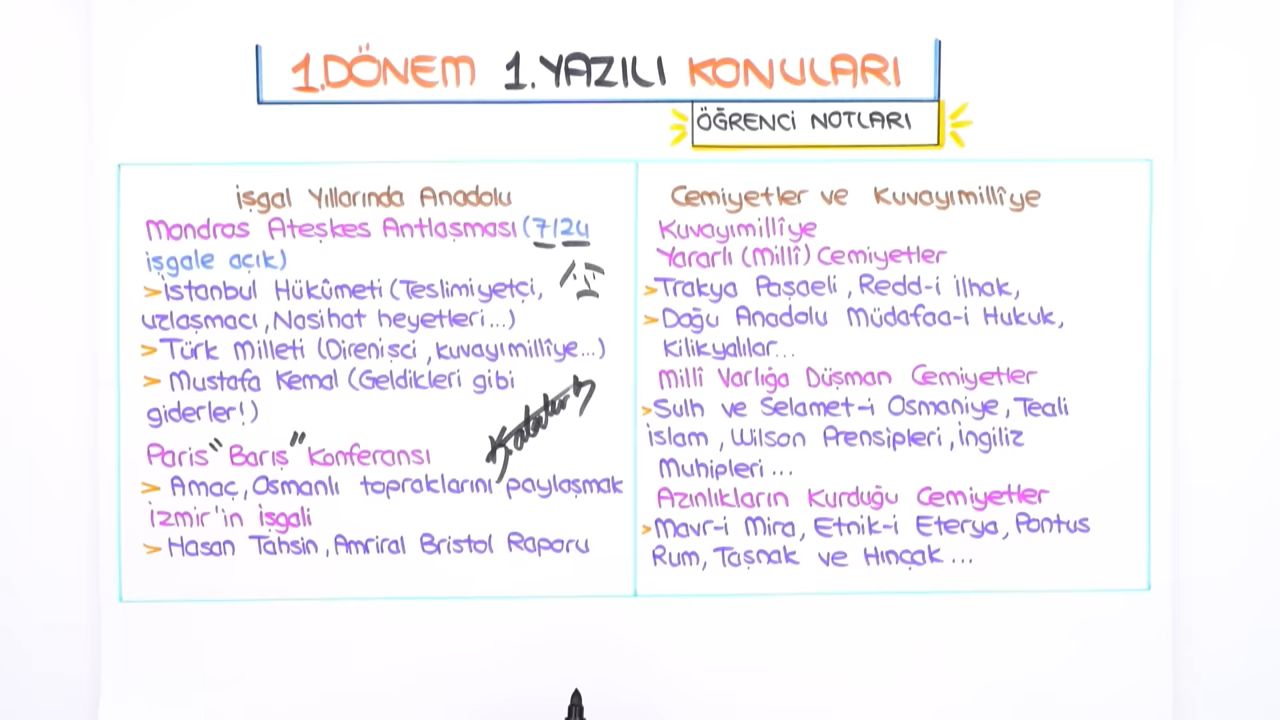 1.DÖNEM 1.YAZILI KONULARI
ÖĞRENCİ NOTLARI
İşgal Yıllarında Anadolu
Mondros Ateşkes Antlaşması (7/24
işgale açık)
>İstanbul Hükûmeti (Teslimiyetçi,
uzlaşmacı, Nasihat heyetleri...)
> Türk Milleti (Direnişci, kuvayımillîye...)
> Mustafa Kemal (Geldikleri gibi
giderler!)
Paris "Barış" Konferansı
> Amaç, Osmanlı topraklarını paylaşmak
İzmir'in işgali
> Hasan Tahsin, Amriral Bristol Raporu
Cemiyetler ve Kuvayımillîye
Kuvayımillîye
Yararlı (Millî) Cemiyetler
>Trakya Paşaeli, Redd-i İlhak,
>Doğu Anadolu Müdafaa-i Hukuk,
Kilikyalılar...
Millî Varlığa Düşman Cemiyetler
>Sulh ve Selamet-i Osmaniye, Teali
İslam, Wilson Prensipleri, İngiliz
Muhipleri...
Azınlıkların Kurduğu Cemiyetler
>Mavr-i Mira, Etnik-i Eterya, Pontus
Rum, Taşnak ve Hınçak...